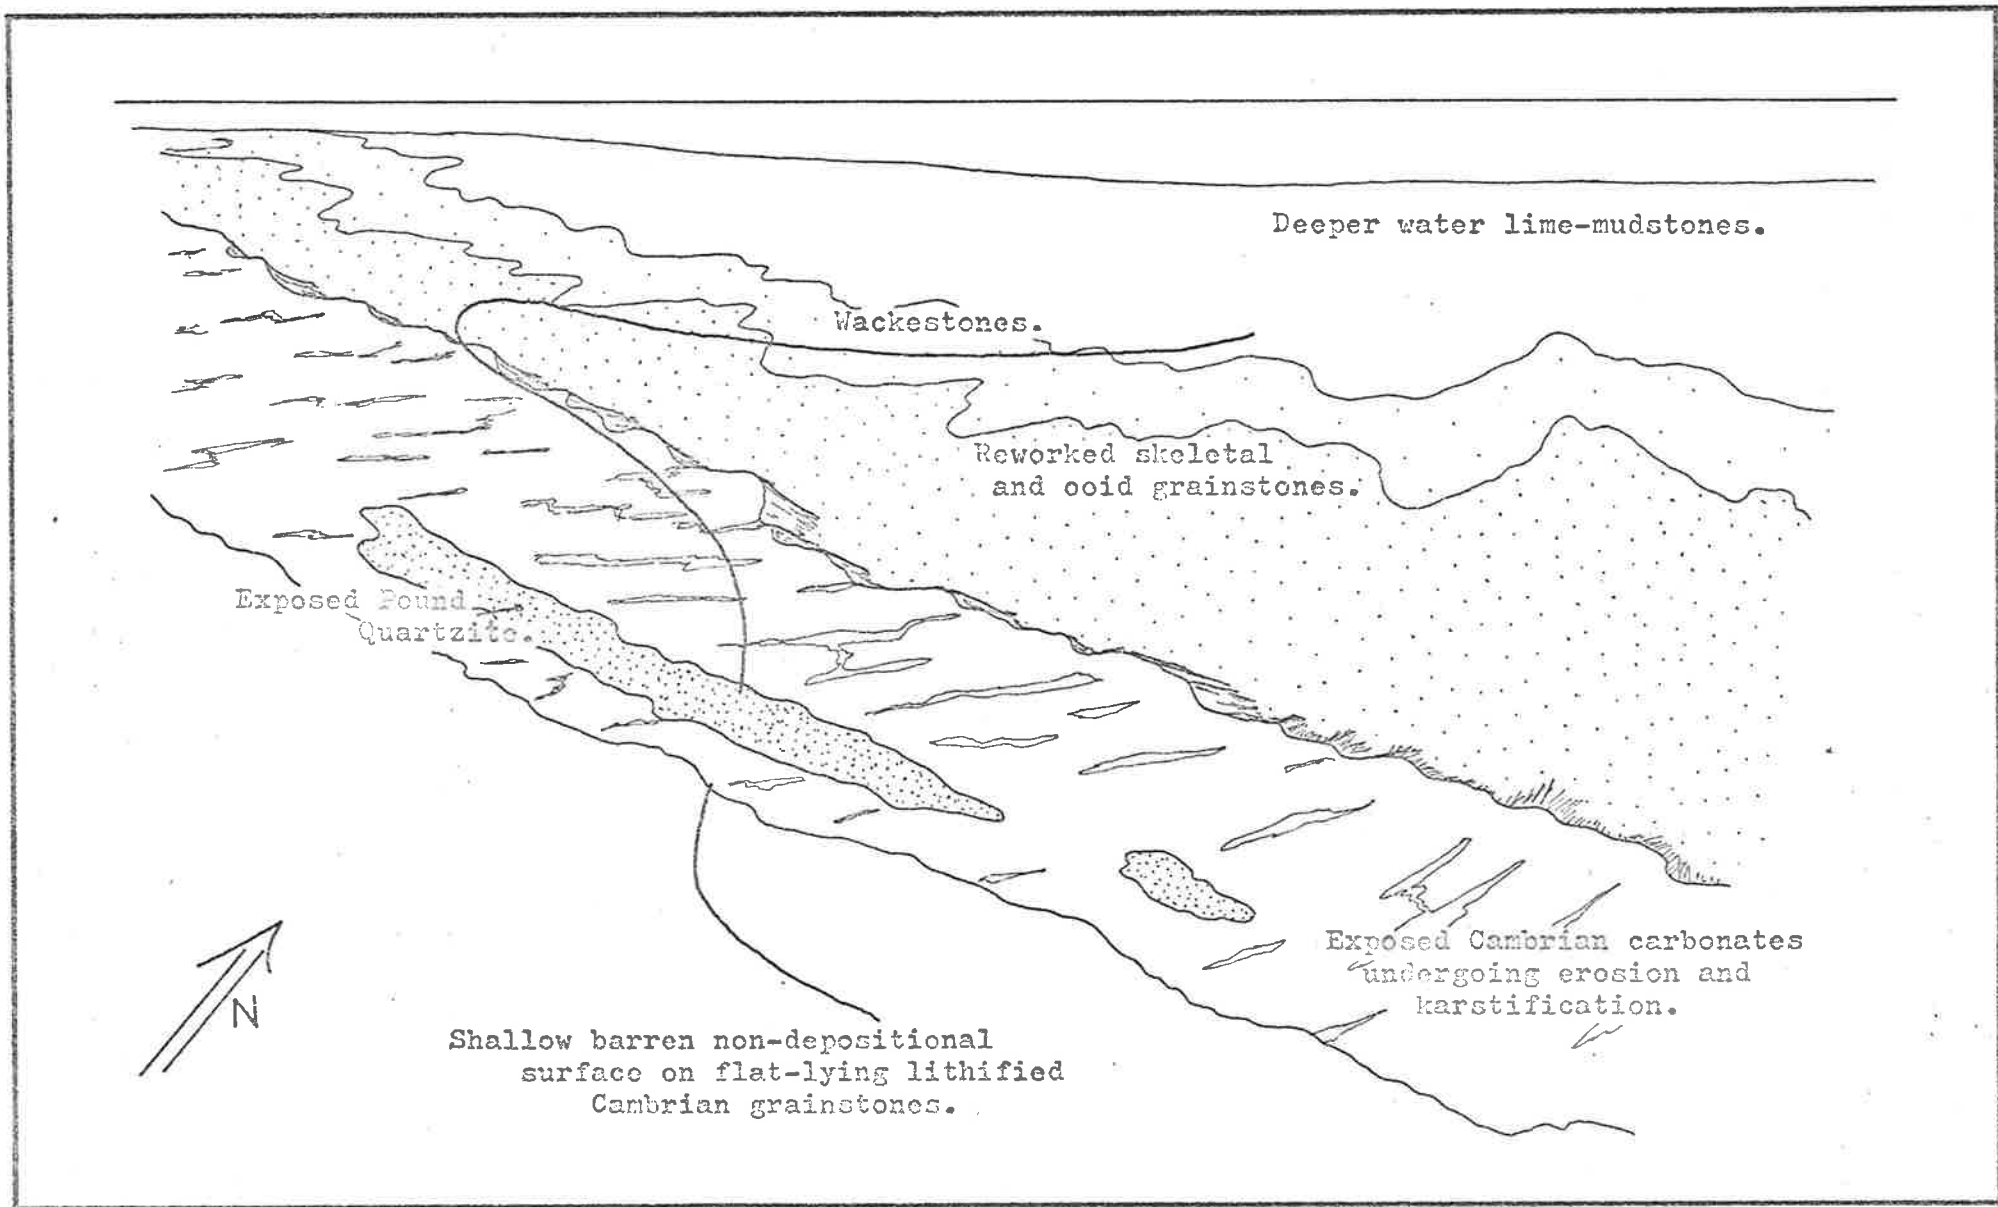 Deeper water lime-mudstones.
Wackestones.
Reworked skeletal
and ooid grainstones.
Exposed Pound
Quartzite.
Exposed Cambrian carbonates
undergoing erosion and
karstification.
N
Shallow barren non-depositional
surface on flat-lying lithified
Cambrian grainstones.